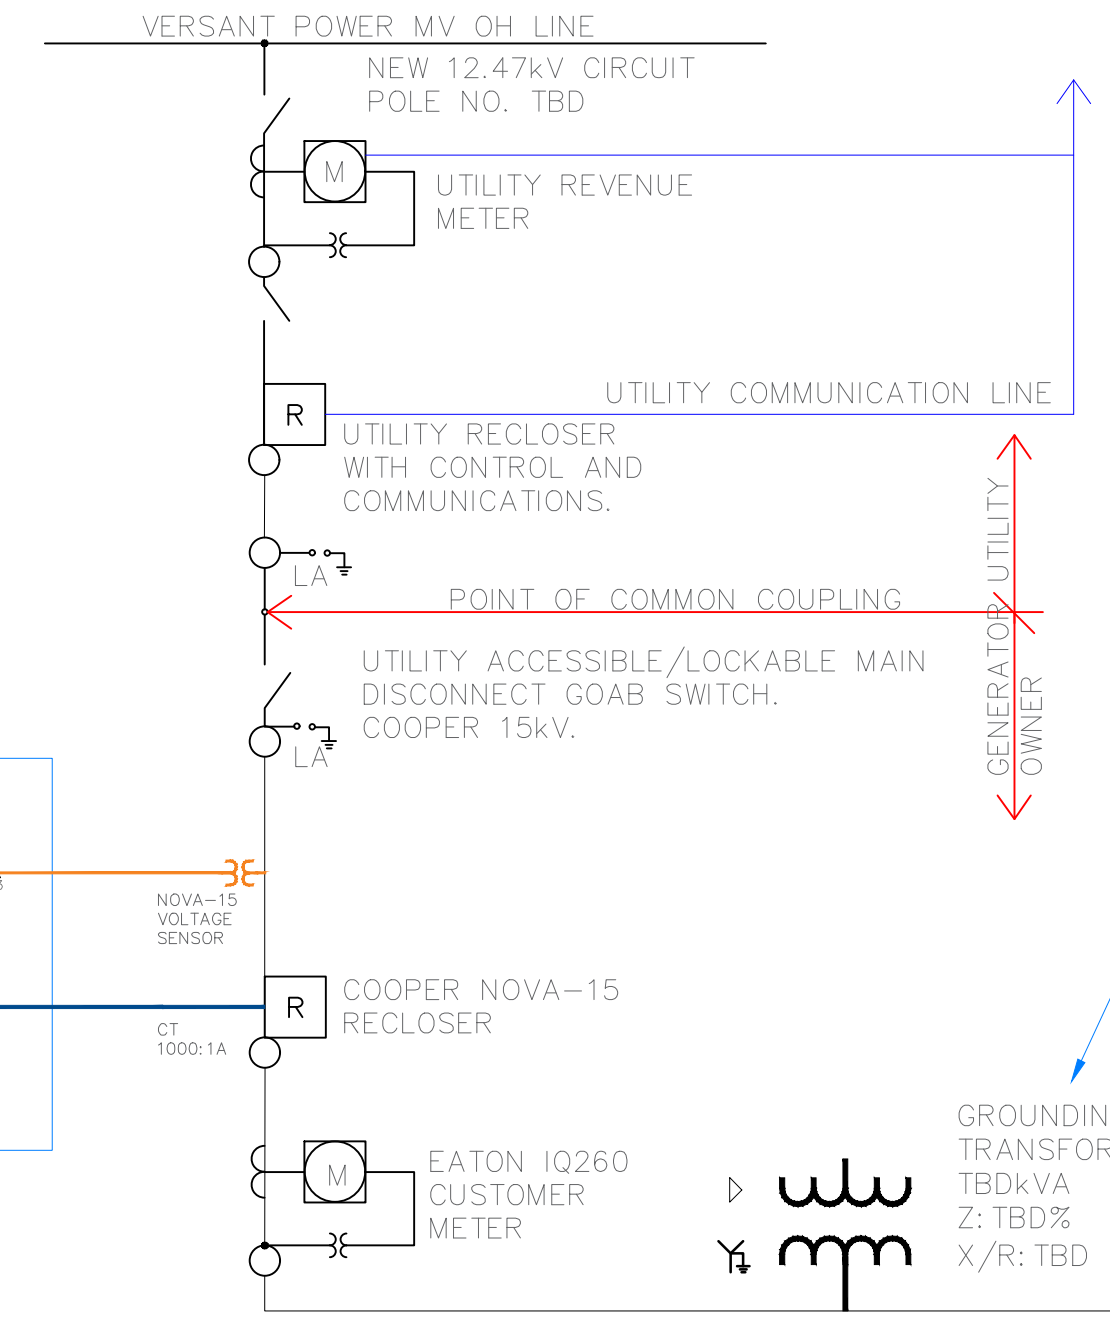 VERSANT POWER MV OH LINE
NEW 12.47kV CIRCUIT
POLE NO. TBD
M
UTILITY REVENUE
METER
UTILITY COMMUNICATION LINE
R
UTILITY RECLOSER
WITH CONTROL AND
COMMUNICATIONS.
LA
POINT OF COMMON COUPLING
UTILITY
GENERATOR
OWNER
UTILITY ACCESSIBLE/LOCKABLE MAIN
DISCONNECT GOAB SWITCH.
COOPER 15kV.
LA
NOVA-15
VOLTAGE
SENSOR
R
COOPER NOVA-15
RECLOSER
CT
1000:1A
M
EATON IQ260
CUSTOMER
METER
GROUNDIN
TRANSFOR
TBDkVA
Z: TBD%
X/R: TBD